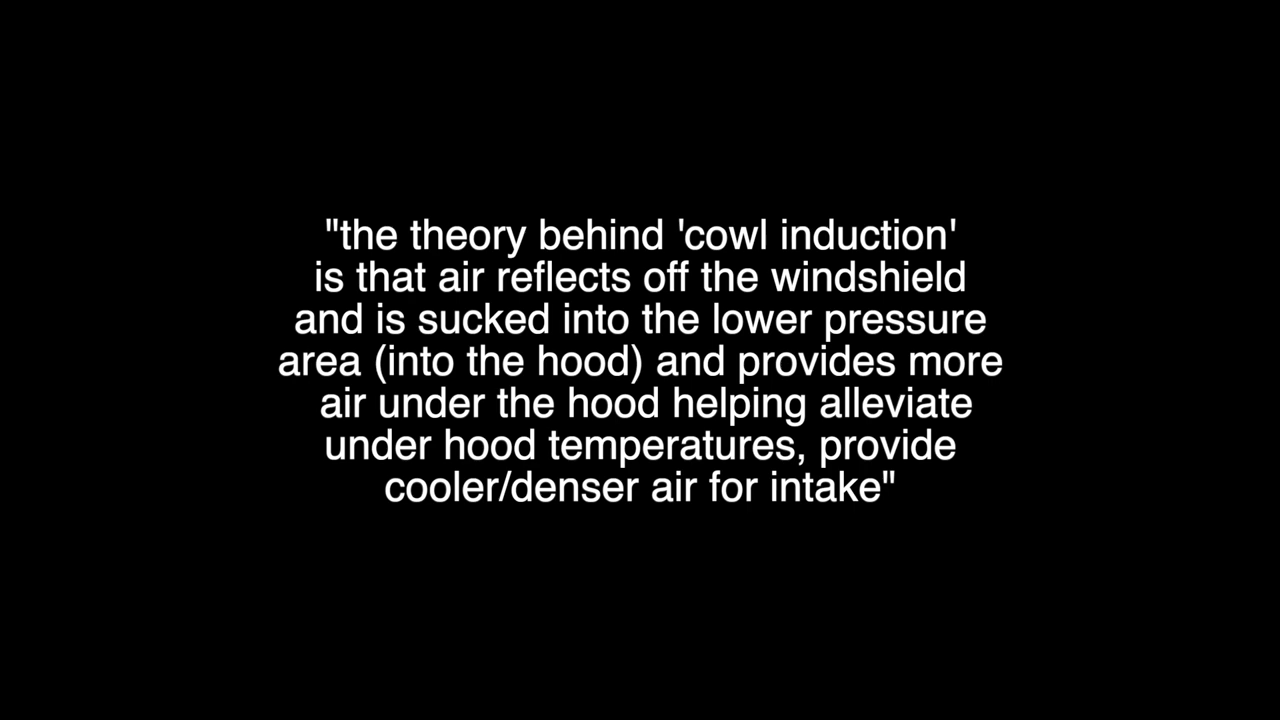 "the theory behind 'cowl induction'
is that air reflects off the windshield
and is sucked into the lower pressure
area (into the hood) and provides more
air under the hood helping alleviate
under hood temperatures, provide
cooler/denser air for intake"